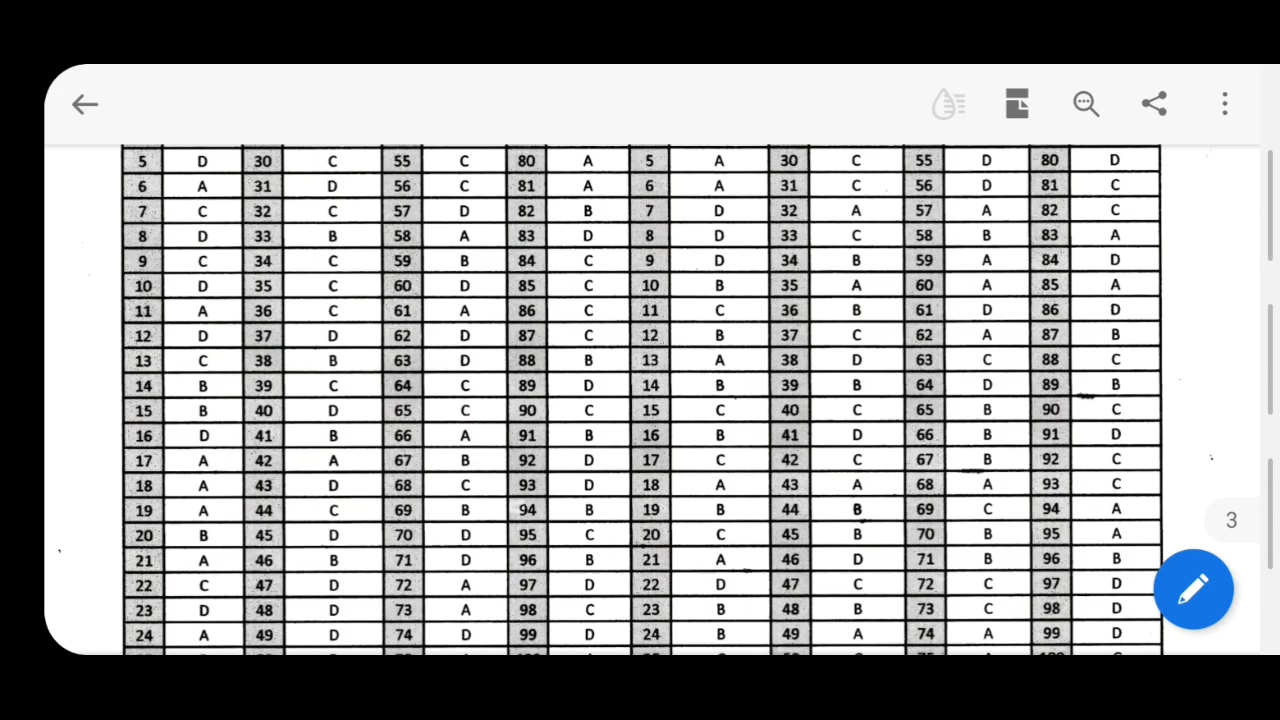 5 D 30 C 55 C 80 A 5 A 30 C 55 D 80 D
6 A 31 D 56 C 81 A 6 A 31 C 56 D 81 C
7 C 32 C 57 D 82 B 7 D 32 A 57 A 82 C
8 D 33 B 58 A 83 D 8 D 33 C 58 B 83 A
9 C 34 C 59 B 84 C 9 D 34 B 59 A 84 D
10 D 35 C 60 D 85 C 10 B 35 A 60 A 85 A
11 A 36 C 61 A 86 C 11 C 36 B 61 D 86 D
12 D 37 D 62 D 87 C 12 B 37 C 62 A 87 B
13 C 38 B 63 D 88 B 13 A 38 D 63 C 88 C
14 B 39 C 64 C 89 D 14 B 39 B 64 D 89 B
15 B 40 D 65 C 90 C 15 C 40 C 65 B 90 C
16 D 41 B 66 A 91 B 16 B 41 D 66 B 91 D
17 A 42 A 67 B 92 D 17 C 42 C 67 B 92 C
18 A 43 D 68 C 93 D 18 A 43 A 68 A 93 C
19 A 44 C 69 B 94 B 19 B 44 B 69 C 94 A
20 B 45 D 70 D 95 C 20 C 45 B 70 B 95 A
21 A 46 B 71 D 96 B 21 A 46 D 71 B 96 B
22 C 47 D 72 A 97 D 22 D 47 C 72 C 97 D
23 D 48 D 73 A 98 C 23 B 48 B 73 C 98 D
24 A 49 D 74 D 99 D 24 B 49 A 74 A 99 D
3